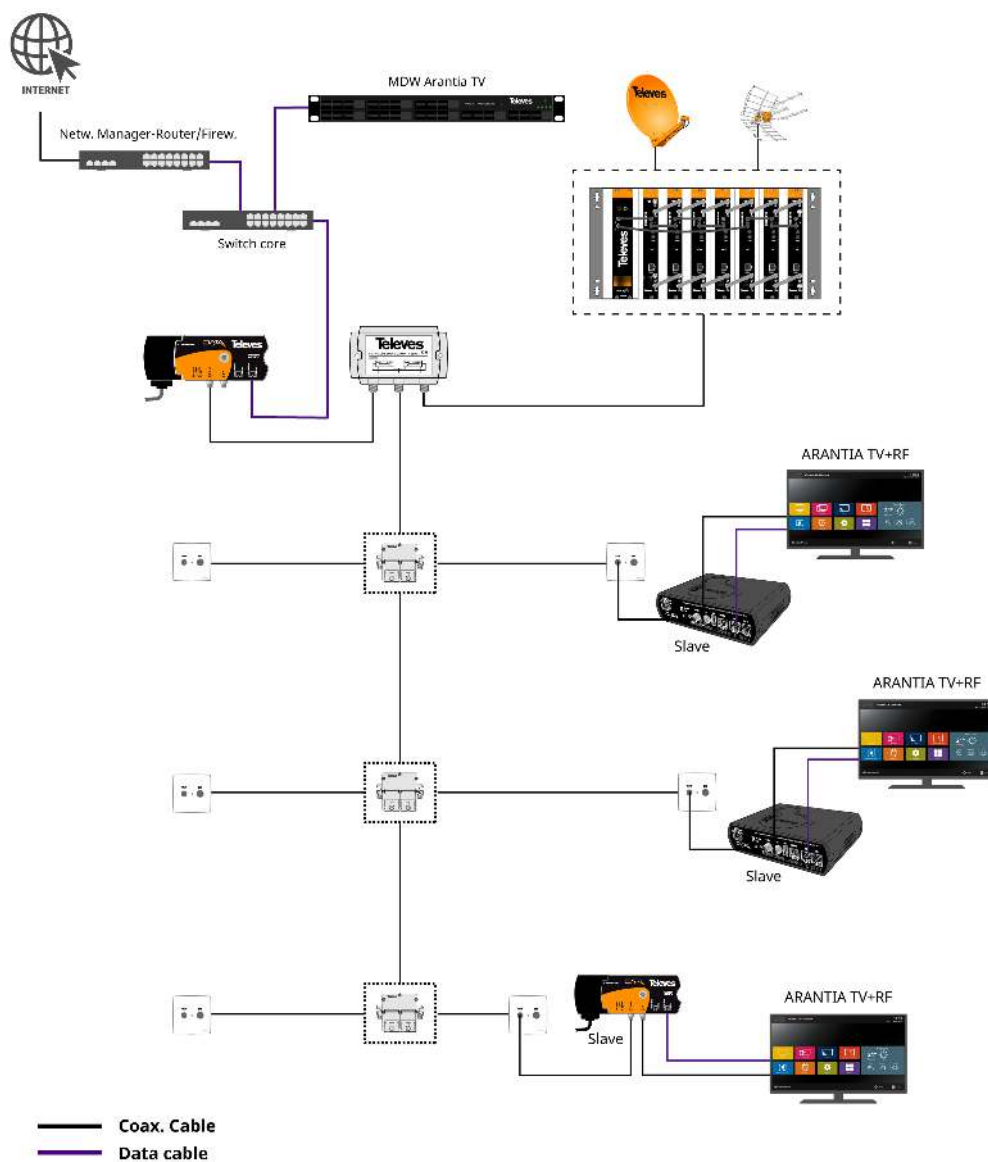 INTERNET
MDW Arantia TV
Televes
Televes
Netw. Manager-Router/Firew.
Switch core
Televes
Televes
Televes
ARANTIA TV+RF
Slave
ARANTIA TV+RF
Slave
Televes
ARANTIA TV+RF
Slave
Coax. Cable
Data cable